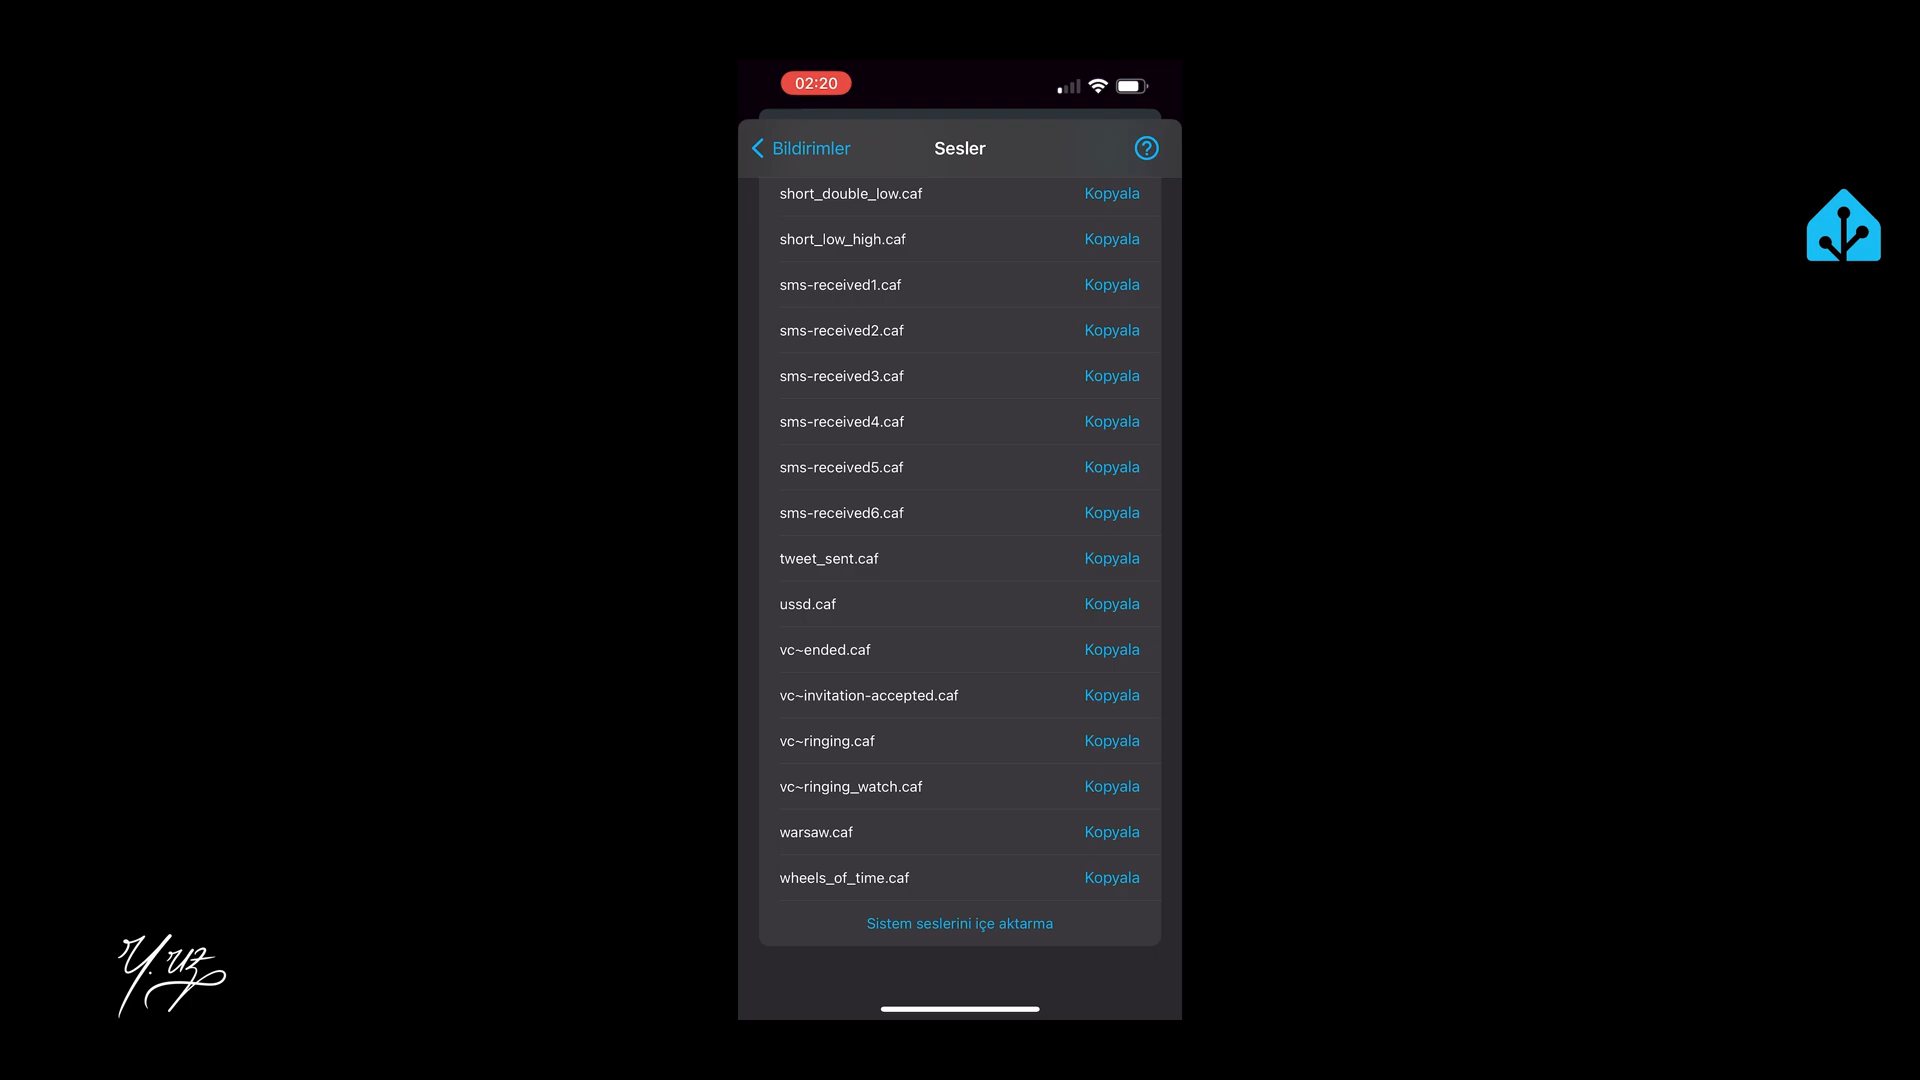 02:20
Bildirimler Sesler ?
short_double_low.caf Kopyala
short_low_high.caf Kopyala
sms-received1.caf Kopyala
sms-received2.caf Kopyala
sms-received3.caf Kopyala
sms-received4.caf Kopyala
sms-received5.caf Kopyala
sms-received6.caf Kopyala
tweet_sent.caf Kopyala
ussd.caf Kopyala
vc~ended.caf Kopyala
vc~invitation-accepted.caf Kopyala
vc~ringing.caf Kopyala
vc~ringing_watch.caf Kopyala
warsaw.caf Kopyala
wheels_of_time.caf Kopyala
Sistem seslerini içe aktarma
Y.uz